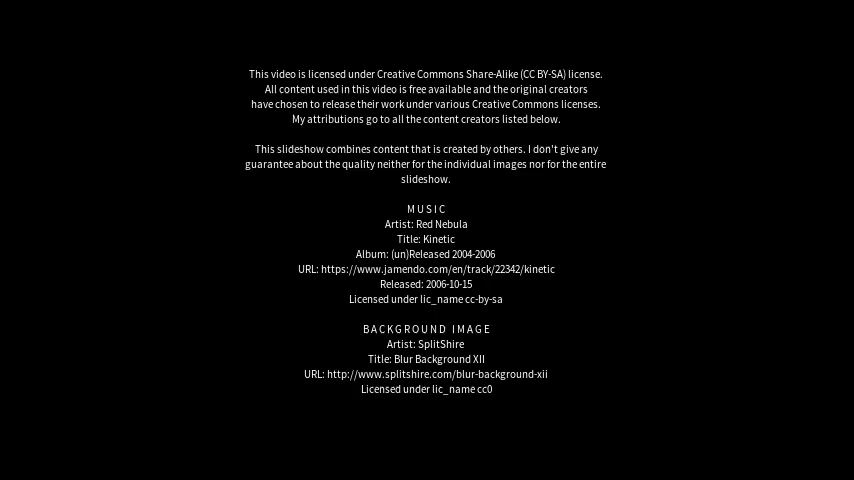 This video is licensed under Creative Commons Share-Alike (CC BY-SA) license.
All content used in this video is free available and the original creators
have chosen to release their work under various Creative Commons licenses.
My attributions go to all the content creators listed below.
This slideshow combines content that is created by others. I don't give any
guarantee about the quality neither for the individual images nor for the entire
slideshow.
MUSIC
Artist: Red Nebula
Title: Kinetic
Album: (un)Released 2004-2006
URL: https://www.jamendo.com/en/track/22342/kinetic
Released: 2006-10-15
Licensed under lic_name cc-by-sa
BACKGROUND IMAGE
Artist: SplitShire
Title: Blur Background XII
URL: http://www.splitshire.com/blur-background-xii
Licensed under lic_name cc0